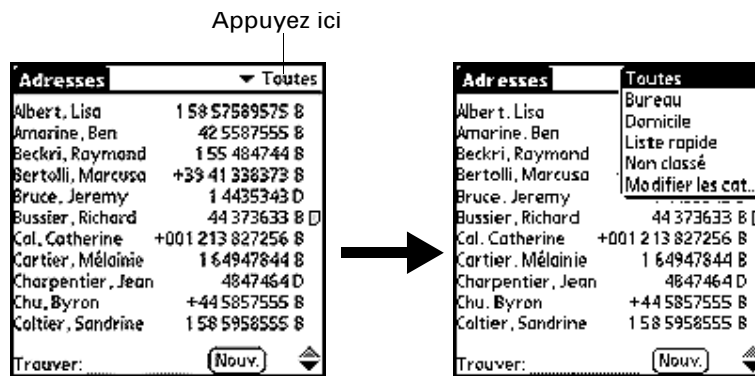 Appuyez ici
Adresses Toutes
Albert, Lisa 1 58 57589575 B
Amarine, Ben 42 5587555 B
Beckri, Raymond 1 55 484744 B
Bertolli, Marcusa +39 41 338373 B
Bruce, Jeremy 1 4435343 D
Bussier, Richard 44 373633 B
Cal, Catherine +001 213 827256 B
Cartier, Mélainie 1 64947844 B
Charpentier, Jean 4847464 D
Chu, Byron +44 5857555 B
Coltier, Sandrine 1 58 5958555 B
Trouver: Nouv.
Adresses Toutes
Bureau
Domicile
Liste rapide
Non classé
Modifier les cat...
Albert, Lisa
Amarine, Ben
Beckri, Raymond
Bertolli, Marcusa
Bruce, Jeremy
Bussier, Richard 44 373633 B
Cal, Catherine +001 213 827256 B
Cartier, Mélainie 1 64947844 B
Charpentier, Jean 4847464 D
Chu, Byron +44 5857555 B
Coltier, Sandrine 1 58 5958555 B
Trouver: Nouv.